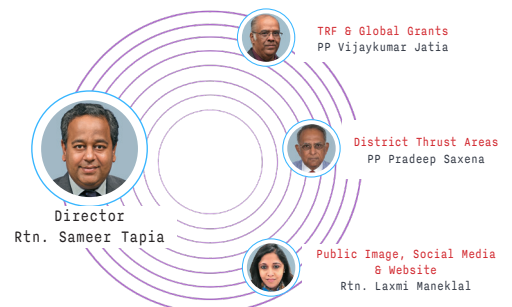 TRF & Global Grants
PP Vijaykumar Jatia
District Thrust Areas
PP Pradeep Saxena
Director
Rtn. Sameer Tapia
Public Image, Social Media
& Website
Rtn. Laxmi Maneklal